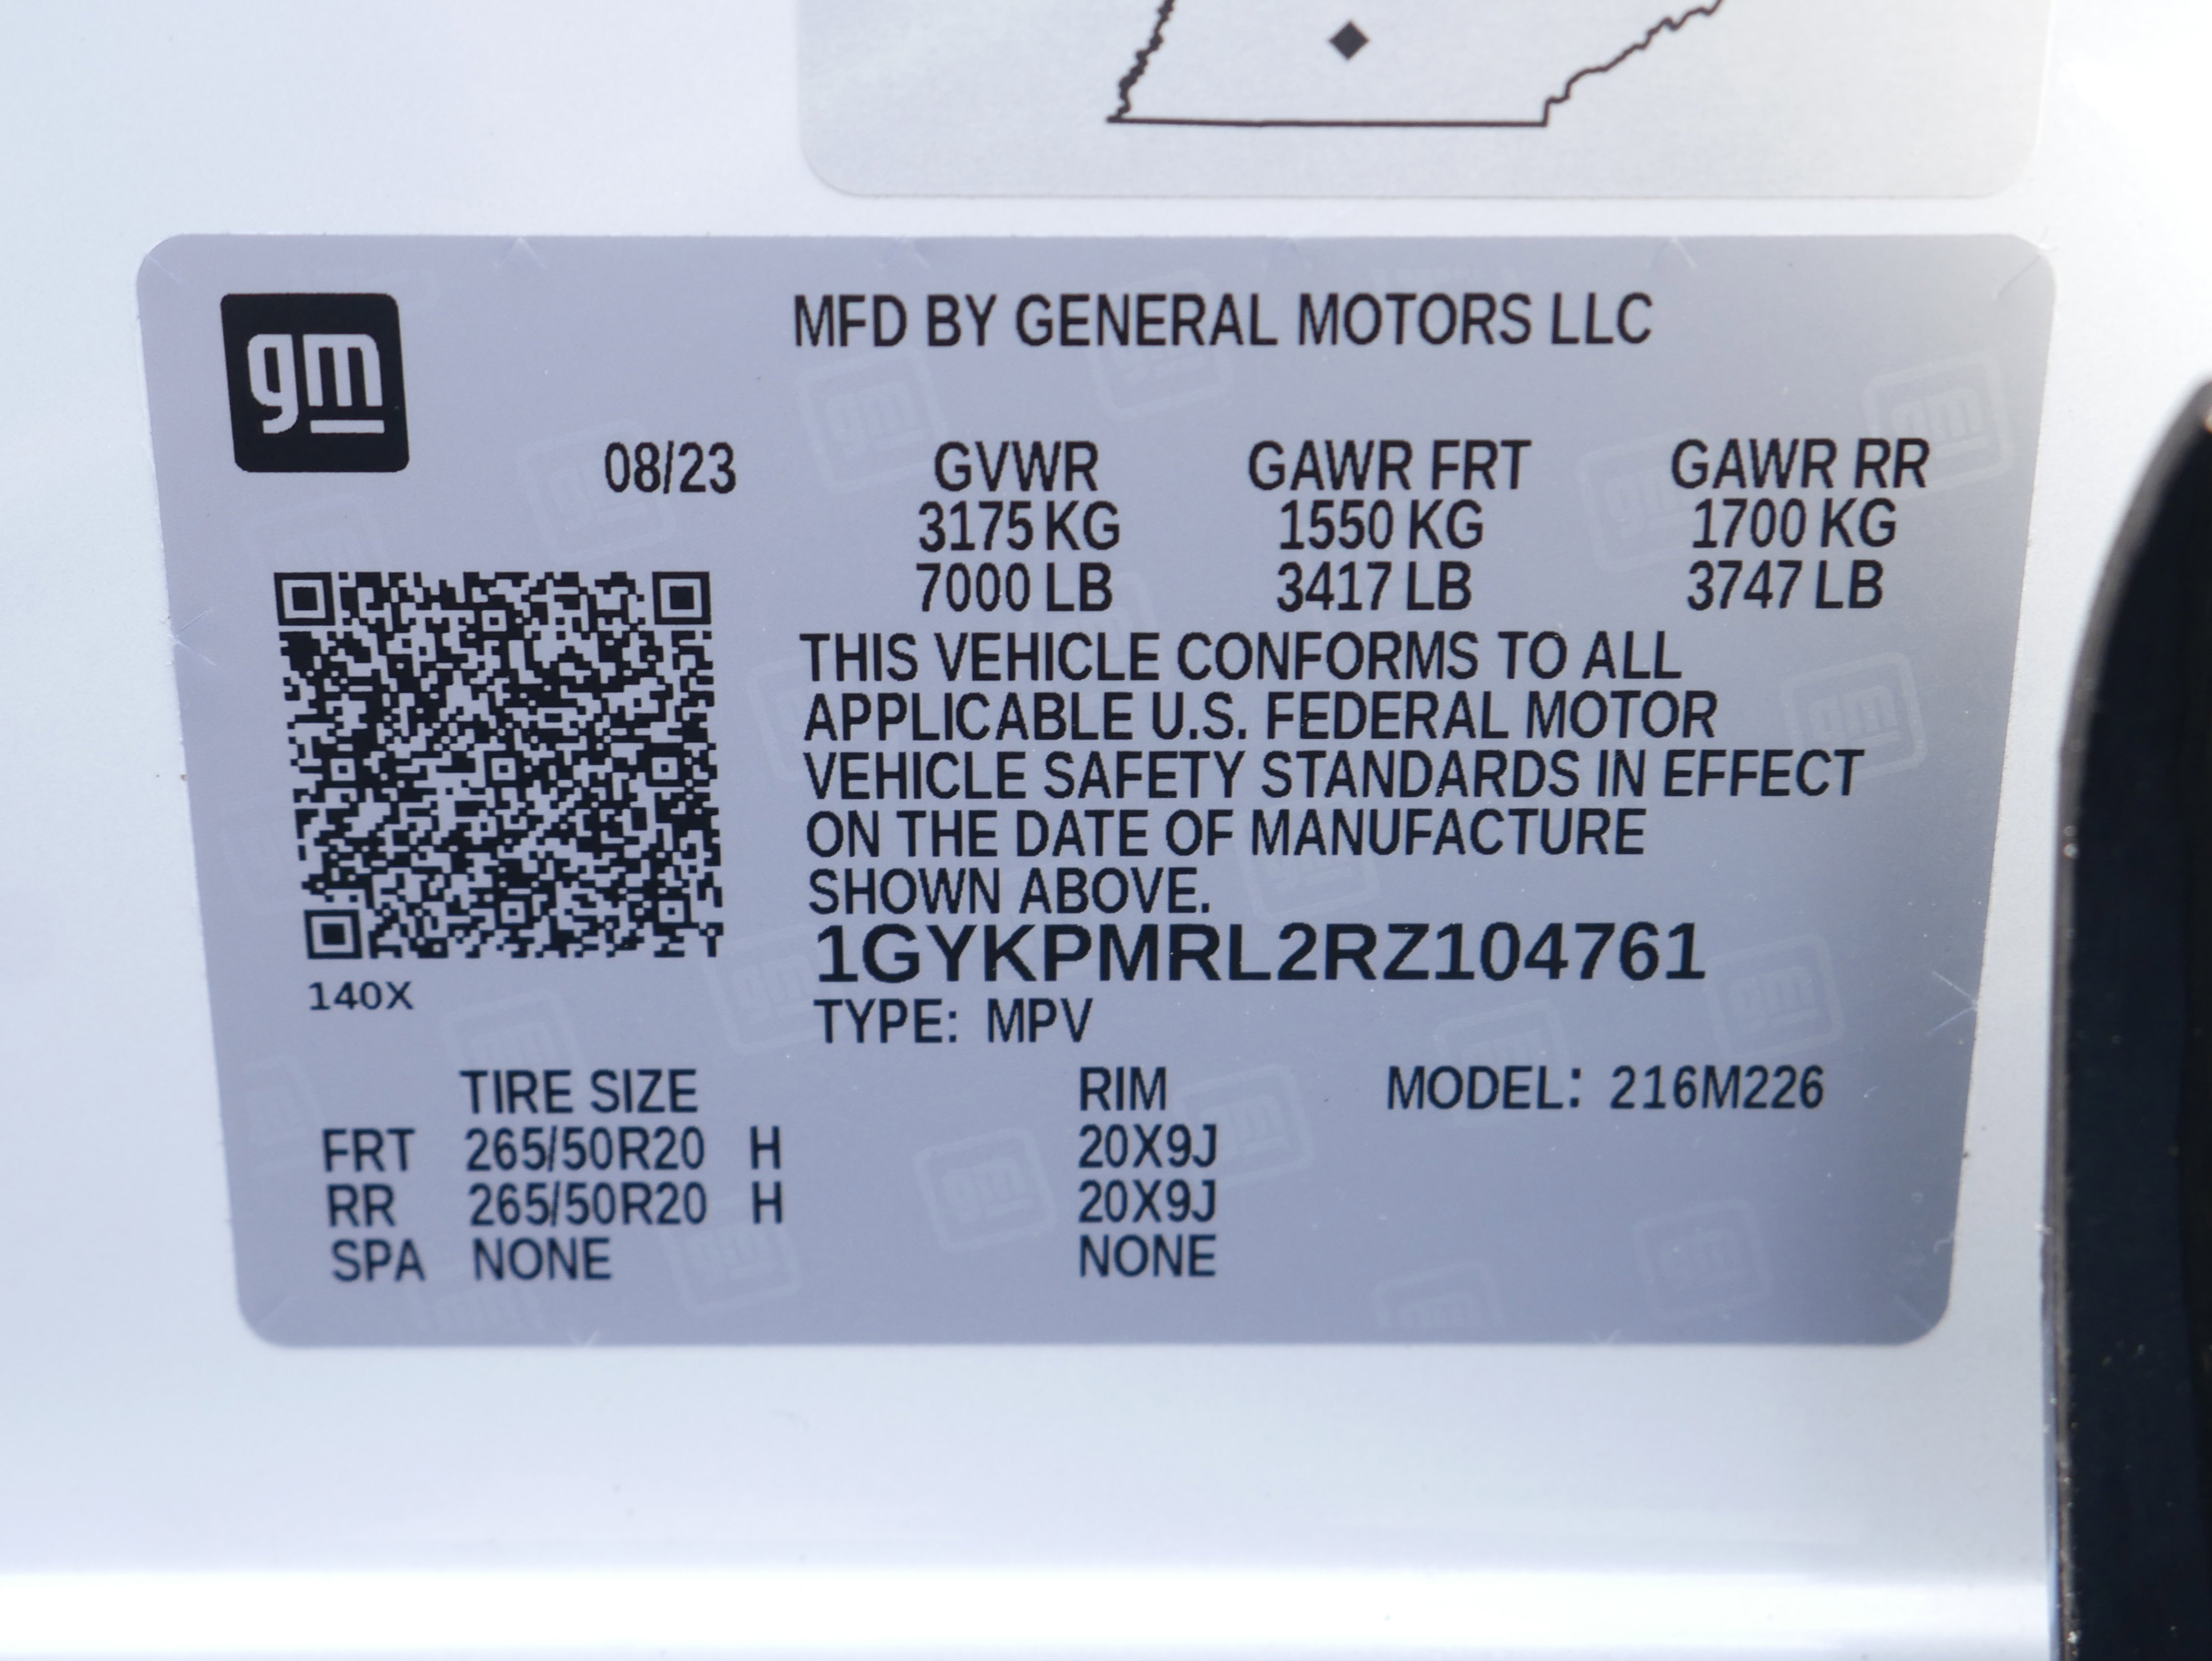 gm
MFD BY GENERAL MOTORS LLC
08/23 GVWR GAWR FRT GAWR RR
3175 KG 1550 KG 1700 KG
7000 LB 3417 LB 3747 LB
THIS VEHICLE CONFORMS TO ALL
APPLICABLE U.S. FEDERAL MOTOR
VEHICLE SAFETY STANDARDS IN EFFECT
ON THE DATE OF MANUFACTURE
SHOWN ABOVE.
1GYKPMRL2RZ104761
140X
TYPE: MPV
TIRE SIZE RIM MODEL: 216M226
FRT 265/50R20 H 20X9J
RR 265/50R20 H 20X9J
SPA NONE NONE